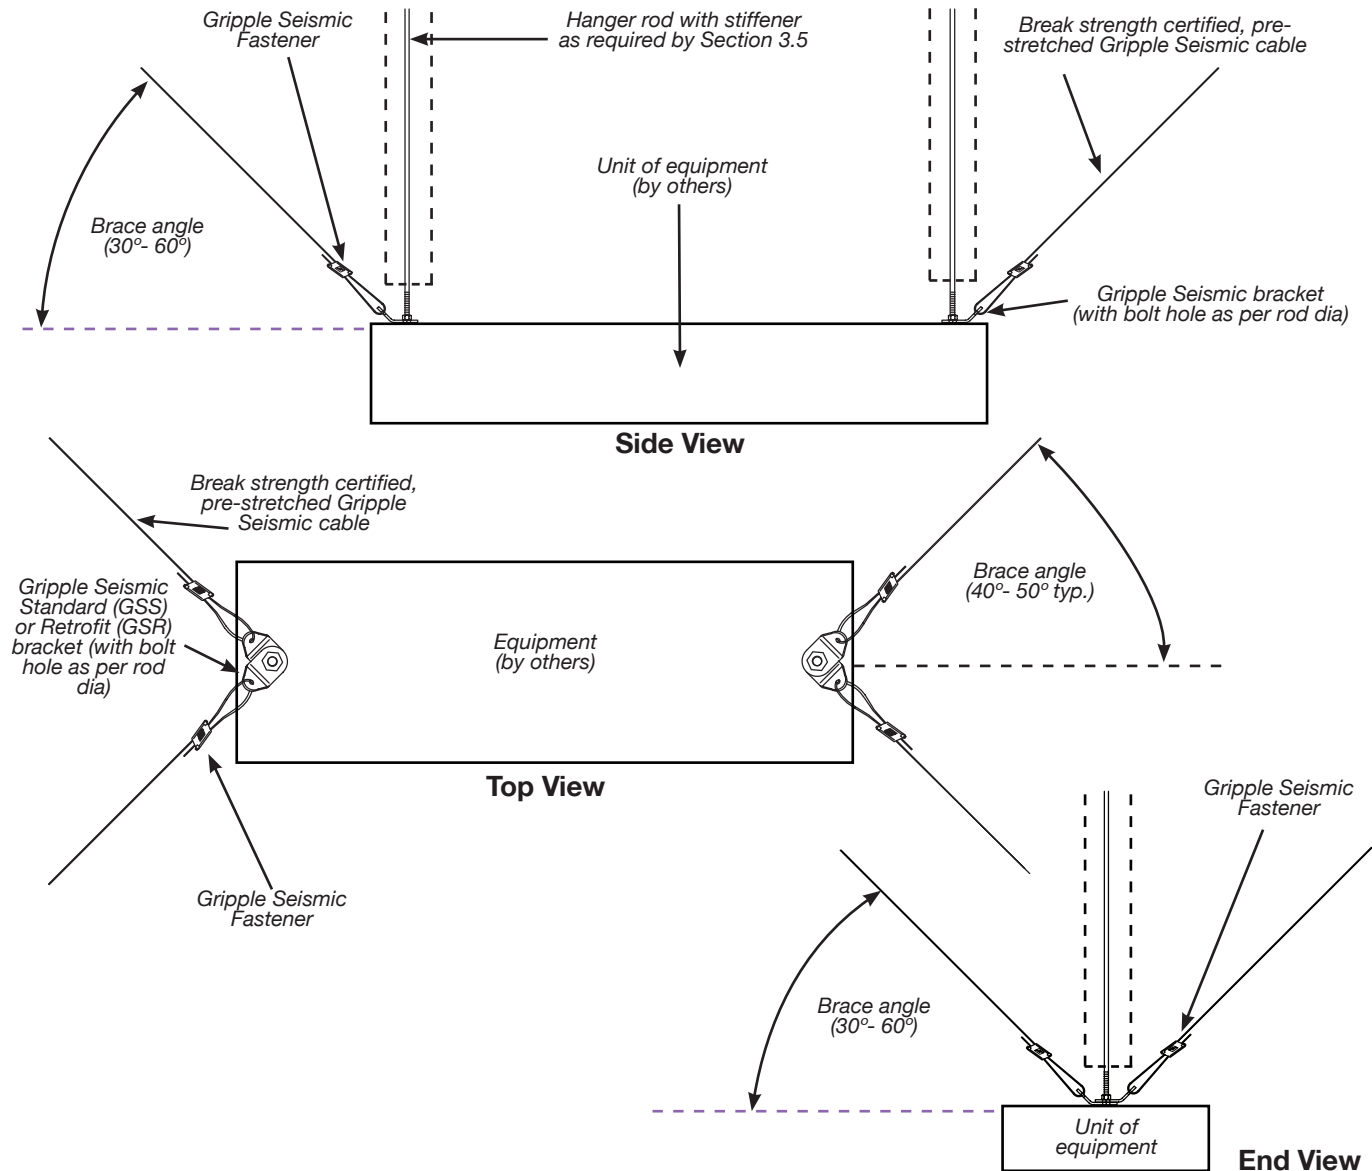 Gripple Seismic
Fastener
Hanger rod with stiffener
as required by Section 3.5
Break strength certified, pre-
stretched Gripple Seismic cable
Unit of equipment
(by others)
Brace angle
(30º- 60º)
Gripple Seismic bracket
(with bolt hole as per rod dia)
Side View
Break strength certified,
pre-stretched Gripple
Seismic cable
Gripple Seismic
Standard (GSS)
or Retrofit (GSR)
bracket (with bolt
hole as per rod
dia)
Equipment
(by others)
Brace angle
(40º- 50º typ.)
Top View
Gripple Seismic
Fastener
Gripple Seismic
Fastener
Brace angle
(30º- 60º)
Unit of
equipment
End View